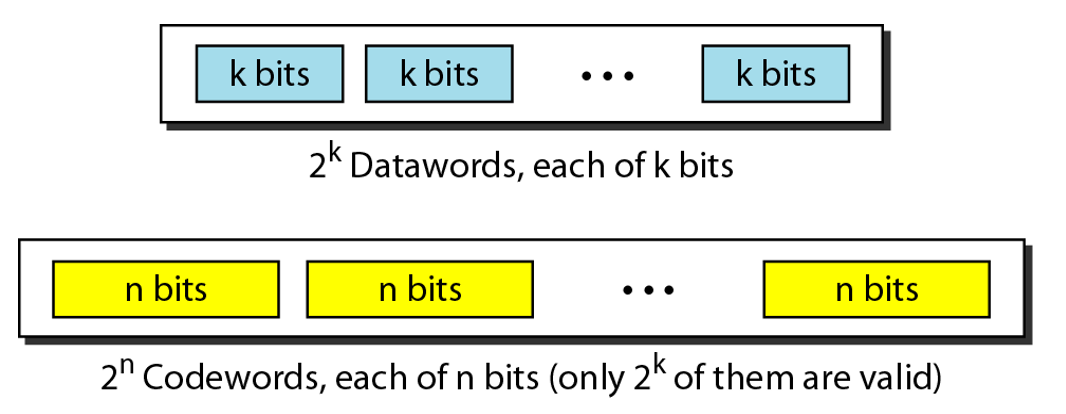 k bits k bits • • • k bits
2^k Datawords, each of k bits
n bits n bits • • • n bits
2^n Codewords, each of n bits (only 2^k of them are valid)